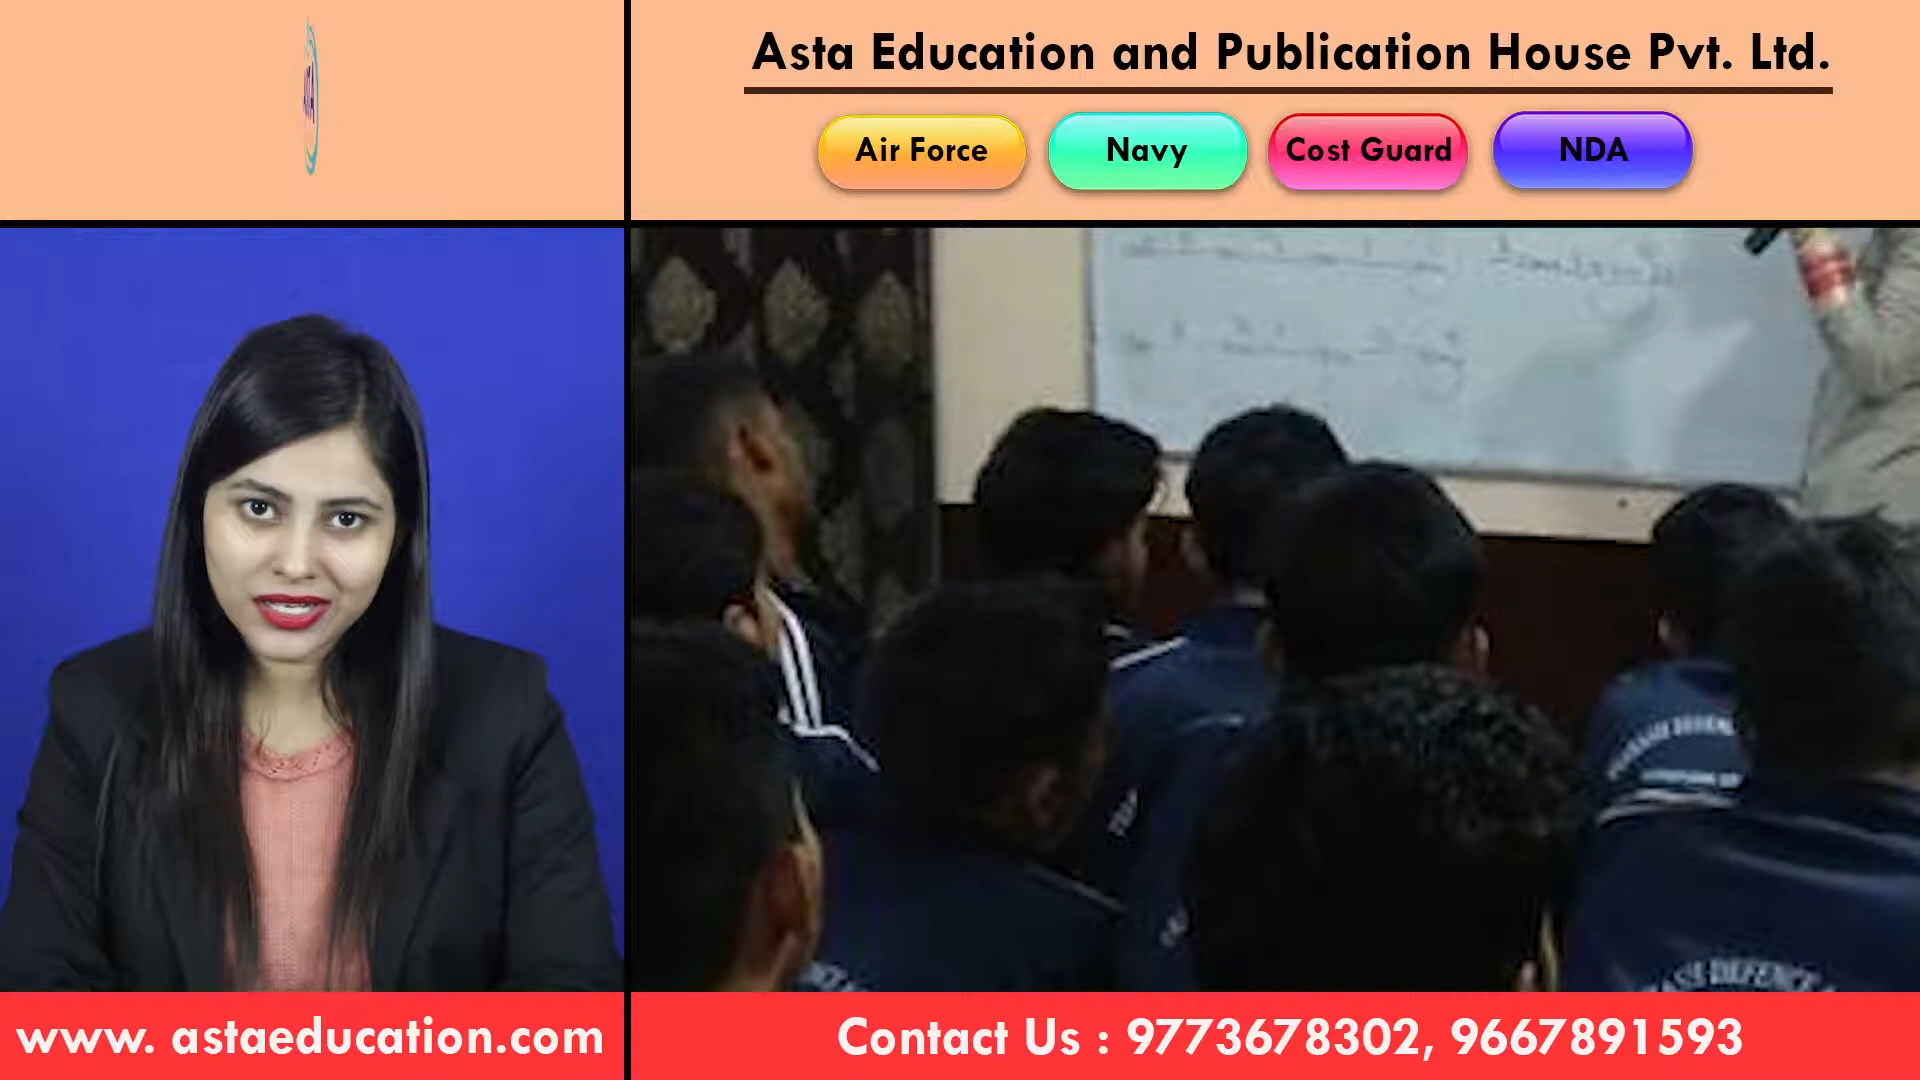 Asta Education and Publication House Pvt. Ltd.
Air Force
Navy
Cost Guard
NDA
DEFENCE
www. astaeducation.com
Contact Us : 9773678302, 9667891593